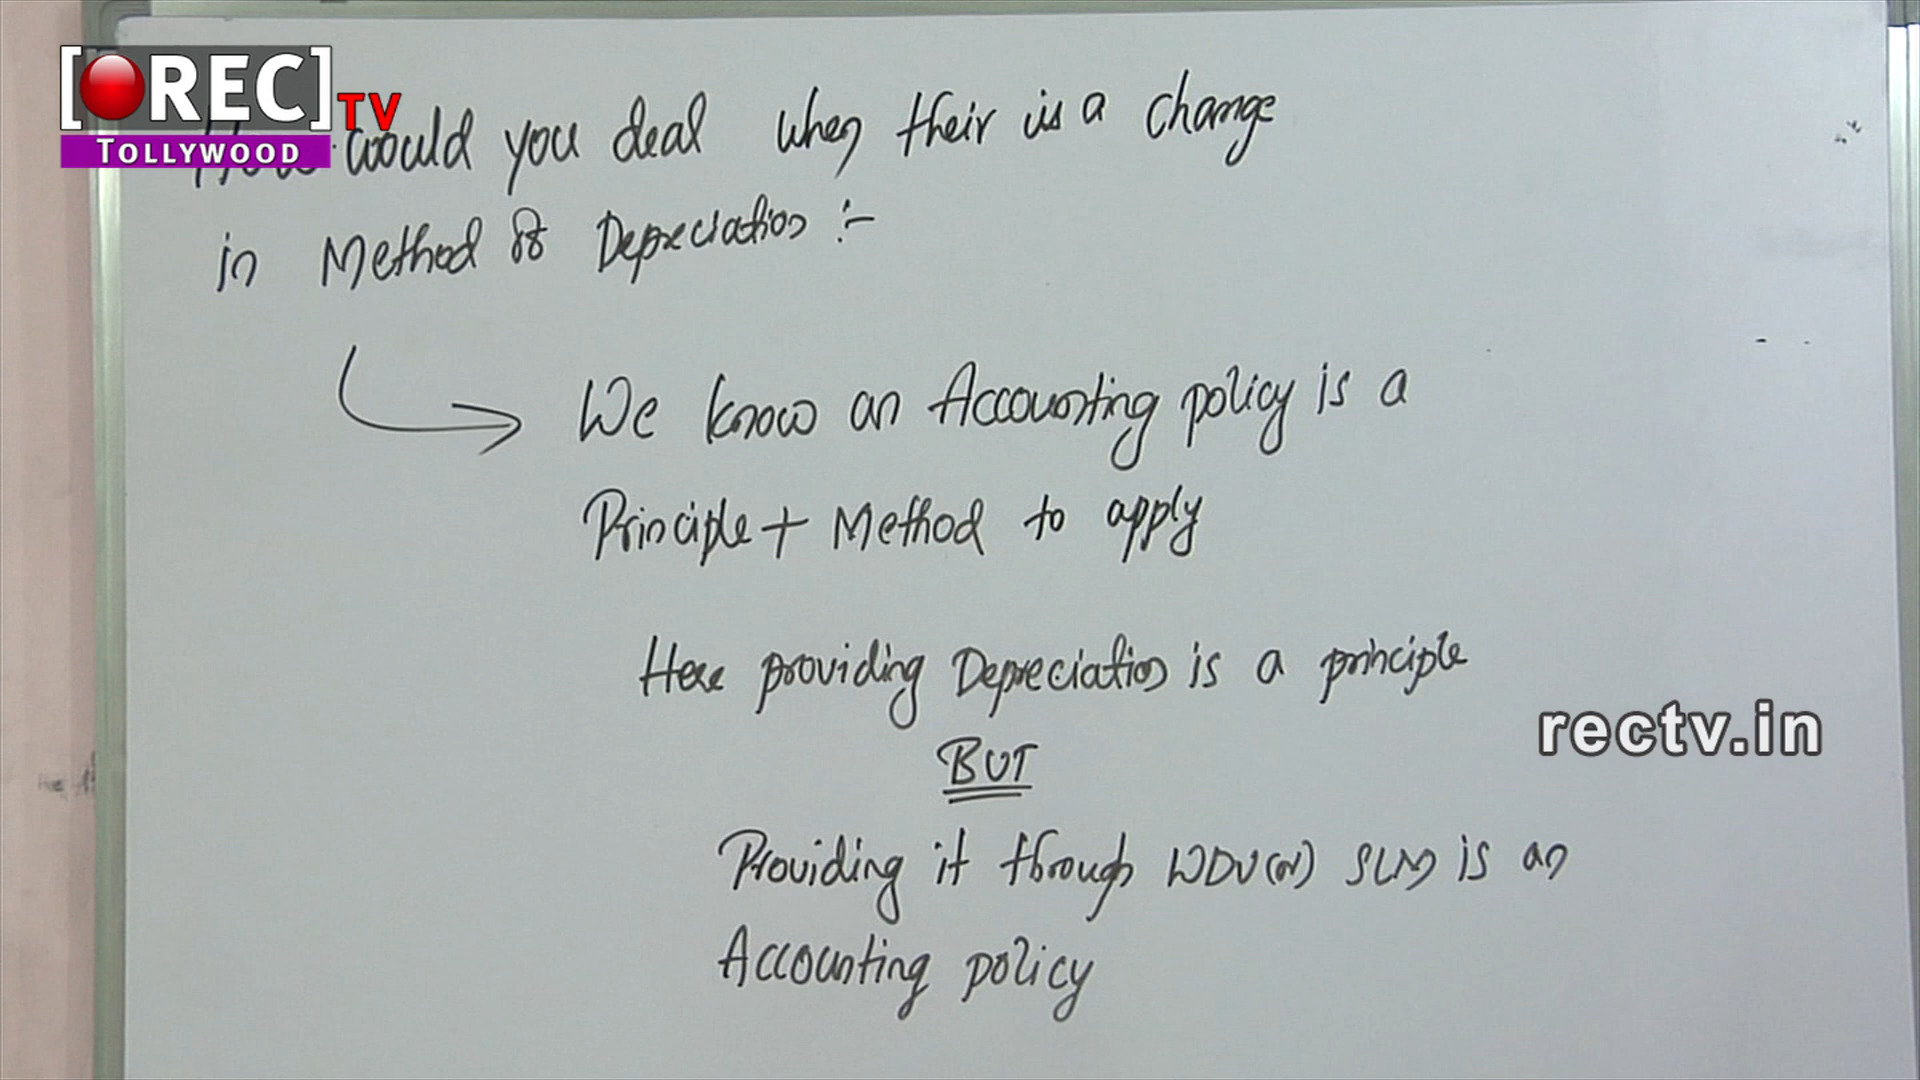 [REC] TV
TOLLYWOOD
How would you deal when their is a change
in Method of Depreciation :-
We know an Accounting policy is a
Principle + Method to apply
Here providing Depreciation is a principle
rectv.in
BUT
Providing it through WDV (or) SLM is an
Accounting policy